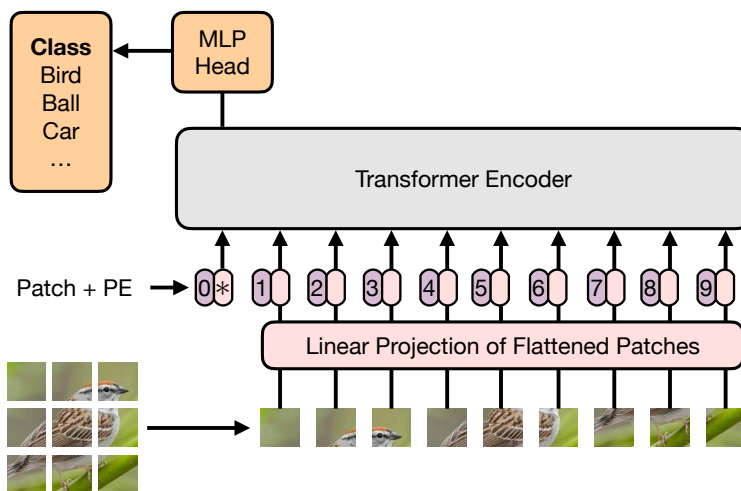 Class
Bird
Ball
Car
...
MLP
Head
Transformer Encoder
Patch + PE
0 * 1 2 3 4 5 6 7 8 9
Linear Projection of Flattened Patches